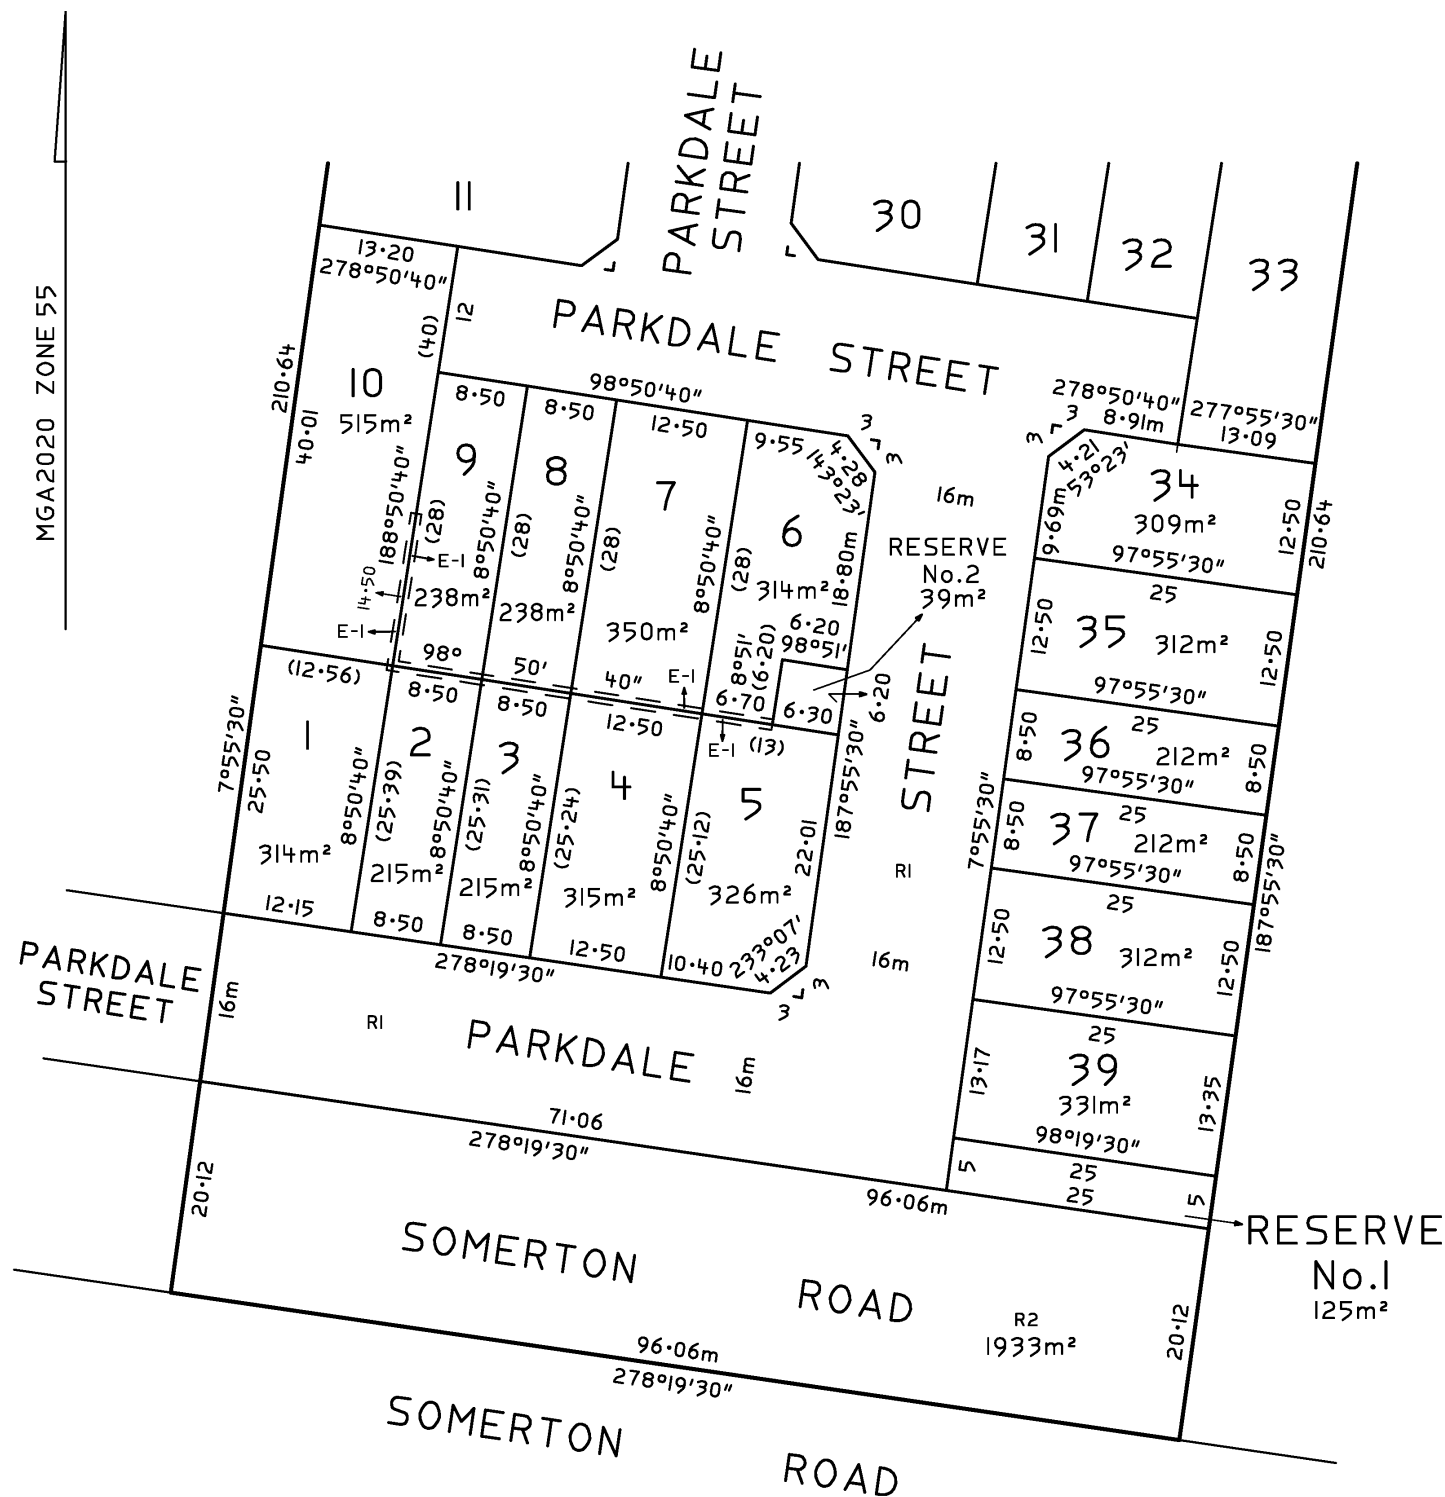 MGA2020 ZONE 55
PARKDALE
STREET
11
30
31
32
33
13·20
278°50'40"
12
(40)
PARKDALE STREET
210·64
40·01
10
515m²
188°50'40"
14·50
E-1
E-1
98°50'40"
8·50
8·50
12·50
9·55
143°23'
4·28
3
3
9
(28)
8°50'40"
238m²
8
(28)
8°50'40"
238m²
7
(28)
8°50'40"
350m²
6
(28)
314m²
18·80m
6·20
98°51'
8°51'
(6·20)
6·70
6·30
6·20
RESERVE
No.2
39m²
16m
278°50'40"
8·91m
277°55'30"
13·09
3
3
4·21
53°23'
34
309m²
9·69m
12·50
210·64
97°55'30"
25
35
312m²
12·50
12·50
97°55'30"
25
36
212m²
8·50
8·50
97°55'30"
25
37
212m²
8·50
8·50
97°55'30"
25
38
312m²
12·50
12·50
97°55'30"
25
39
331m²
13·17
13·35
98°19'30"
25
25
5
5
7°55'30"
187°55'30"
98°
50'
40"
E-1
E-1
(12·56)
8·50
8·50
12·50
(13)
7°55'30"
25·50
1
314m²
12·15
8°50'40"
(25·39)
2
215m²
8·50
8°50'40"
(25·31)
3
215m²
8·50
8°50'40"
(25·24)
4
315m²
12·50
8°50'40"
(25·12)
5
326m²
22·01
187°55'30"
10·40
233°07'
4·23
3
3
278°19'30"
STREET
R1
16m
PARKDALE
STREET
16m
R1
PARKDALE
16m
71·06
278°19'30"
96·06m
20·12
SOMERTON ROAD
R2
1933m²
20·12
RESERVE
No.1
125m²
96·06m
278°19'30"
SOMERTON ROAD